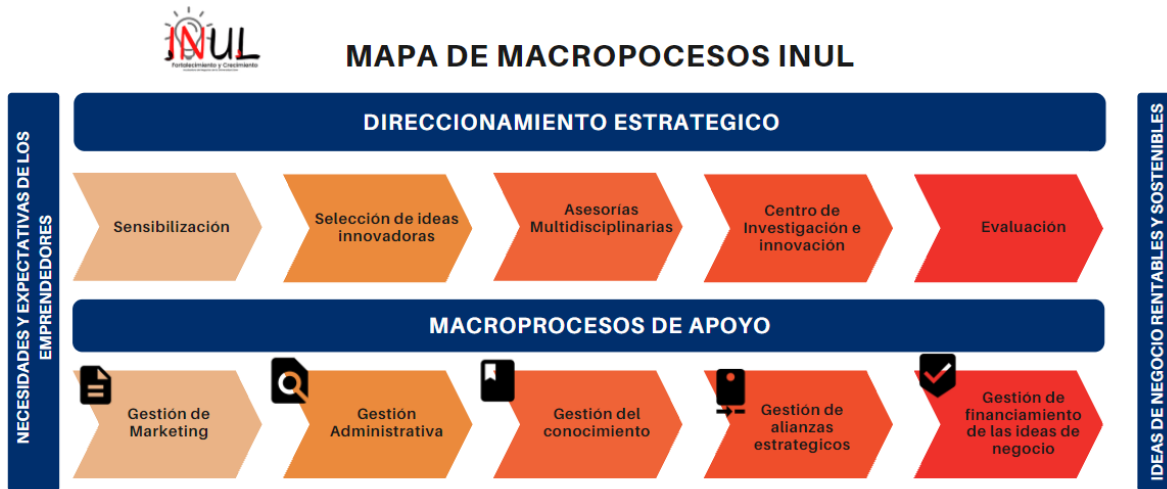 INUL
Fortalecimiento y Crecimiento
MAPA DE MACROPOCESOS INUL
NECESIDADES Y EXPECTATIVAS DE LOS
EMPRENDEDORES
DIRECCIONAMIENTO ESTRATEGICO
Sensibilización
Selección de ideas
innovadoras
Asesorías
Multidisciplinarias
Centro de
Investigación e
innovación
Evaluación
MACROPROCESOS DE APOYO
Gestión de
Marketing
Gestión
Administrativa
Gestión del
conocimiento
Gestión de
alianzas
estrategicos
Gestión de
financiamiento
de las ideas de
negocio
IDEAS DE NEGOCIO RENTABLES Y SOSTENIBLES